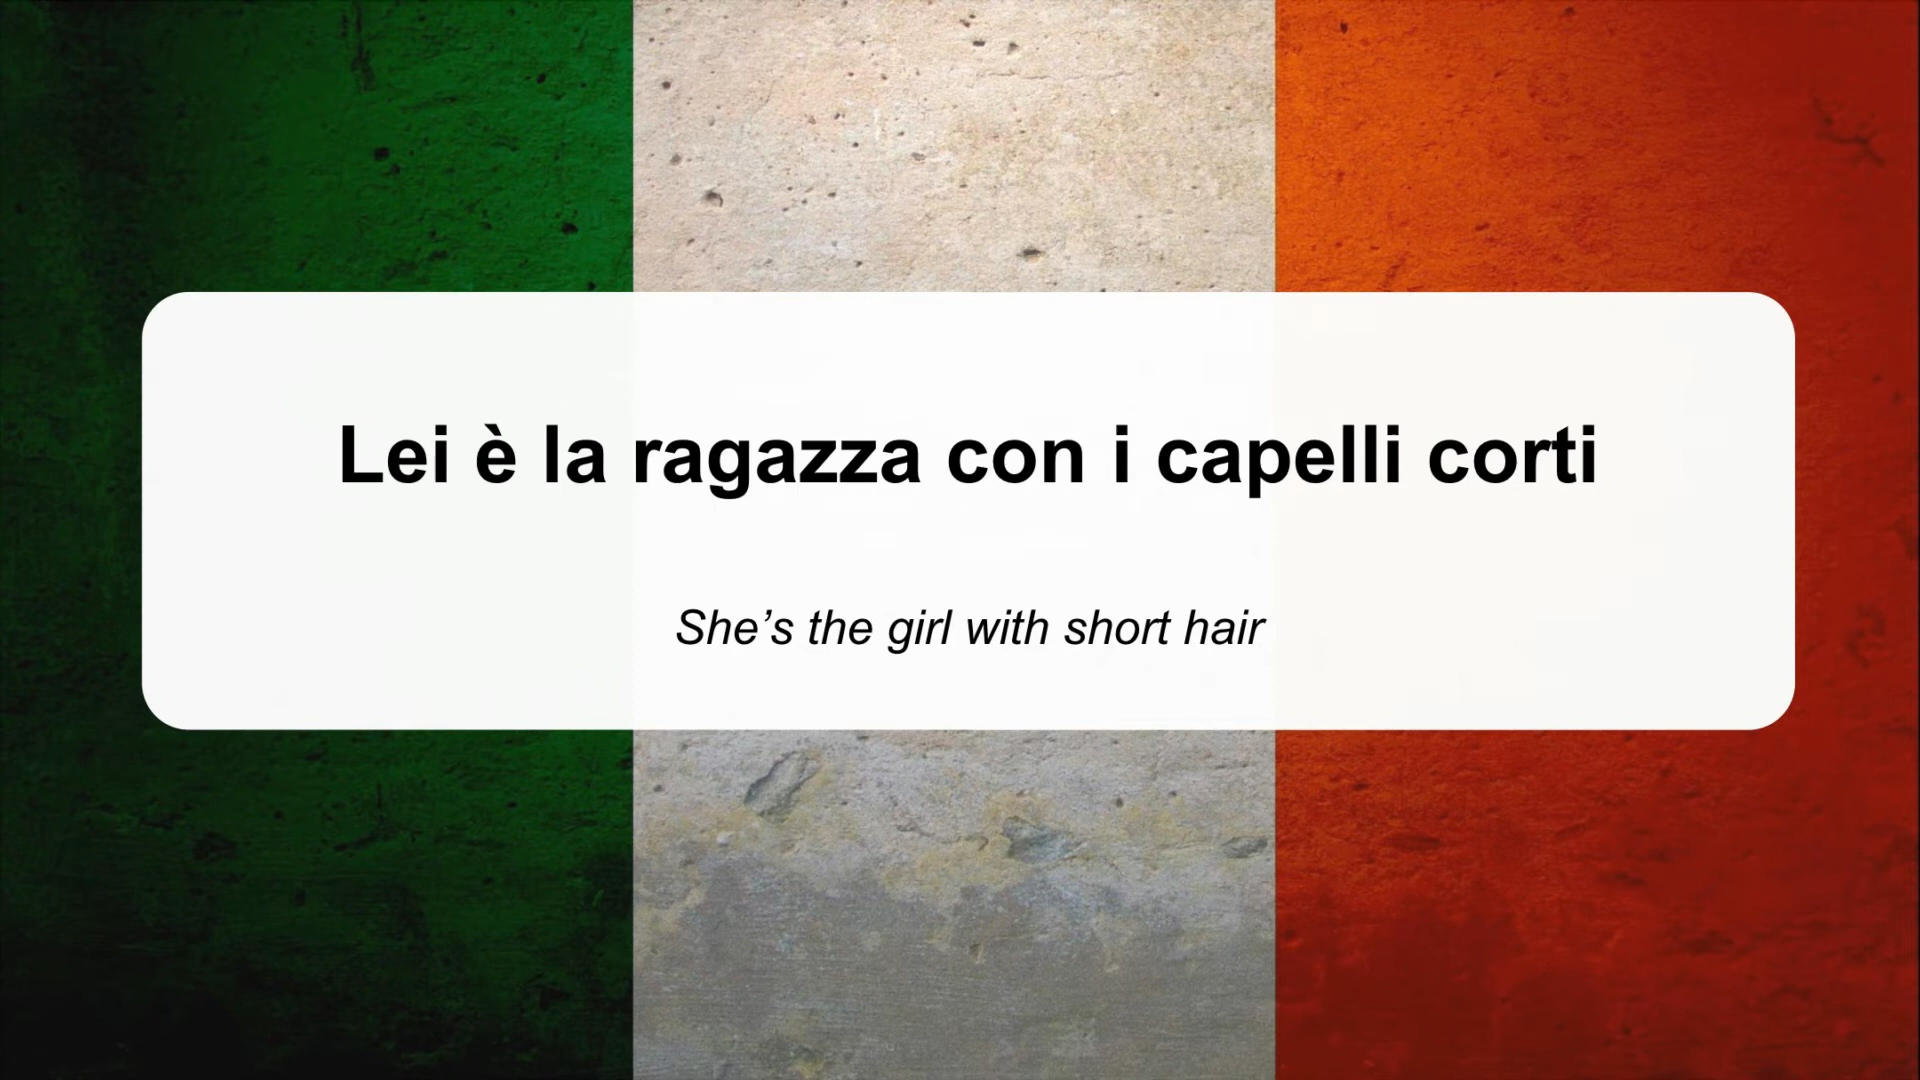 Lei è la ragazza con i capelli corti
She’s the girl with short hair